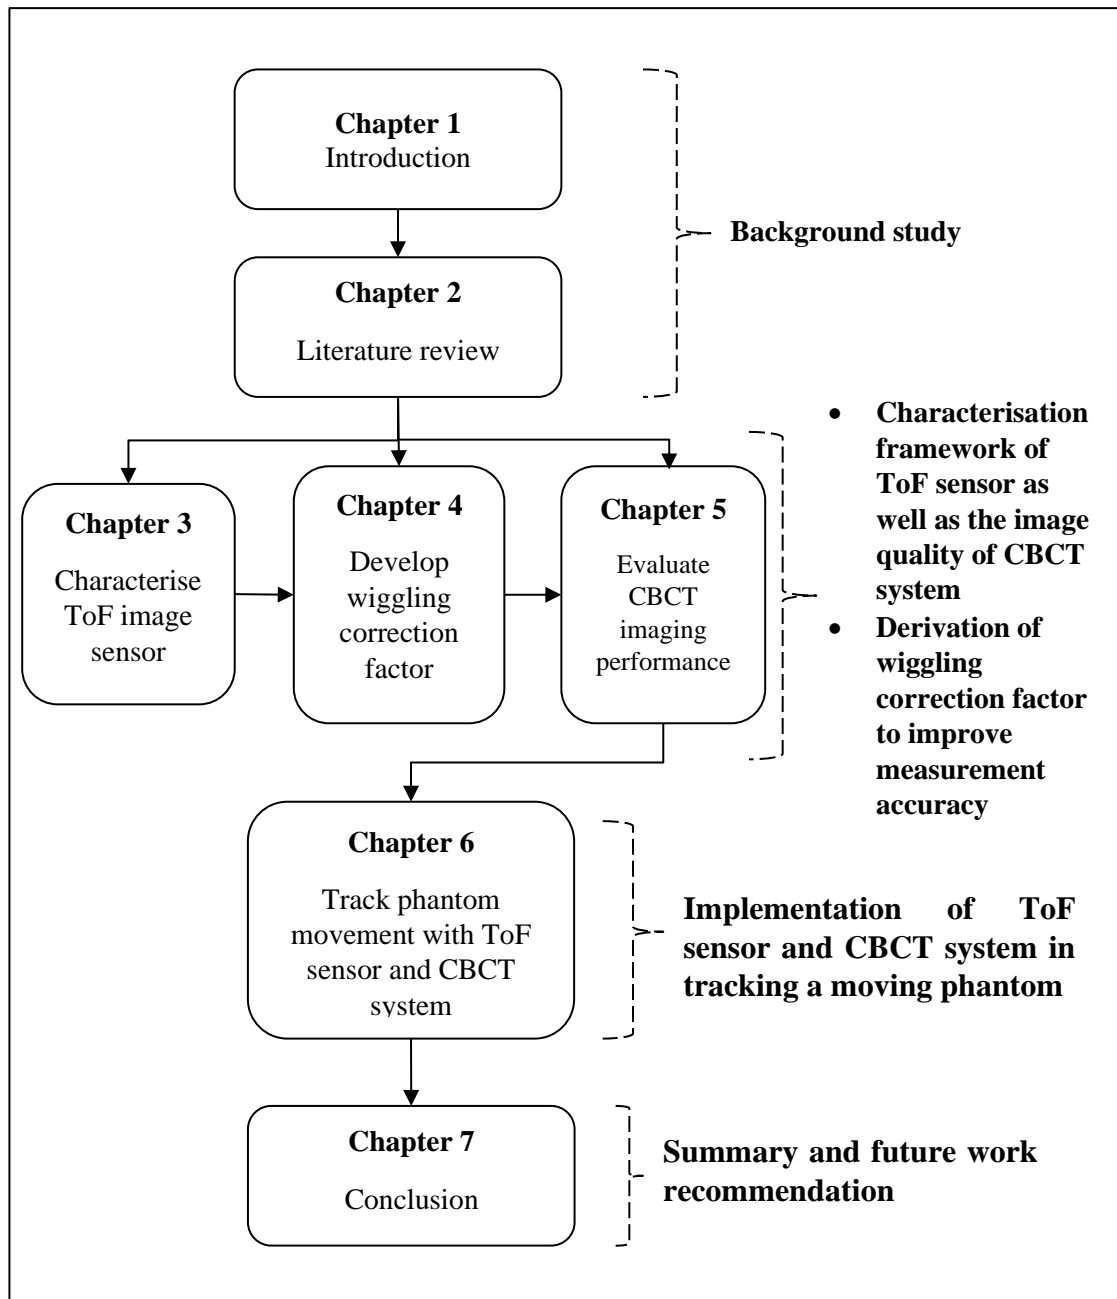 Chapter 1
Introduction
Background study
Chapter 2
Literature review
Chapter 3
Characterise
ToF image
sensor
Chapter 4
Develop
wiggling
correction
factor
Chapter 5
Evaluate
CBCT
imaging
performance
• Characterisation
framework of
ToF sensor as
well as the image
quality of CBCT
system
• Derivation of
wiggling
correction factor
to improve
measurement
accuracy
Chapter 6
Track phantom
movement with ToF
sensor and CBCT
system
Implementation of ToF
sensor and CBCT system in
tracking a moving phantom
Chapter 7
Conclusion
Summary and future work
recommendation